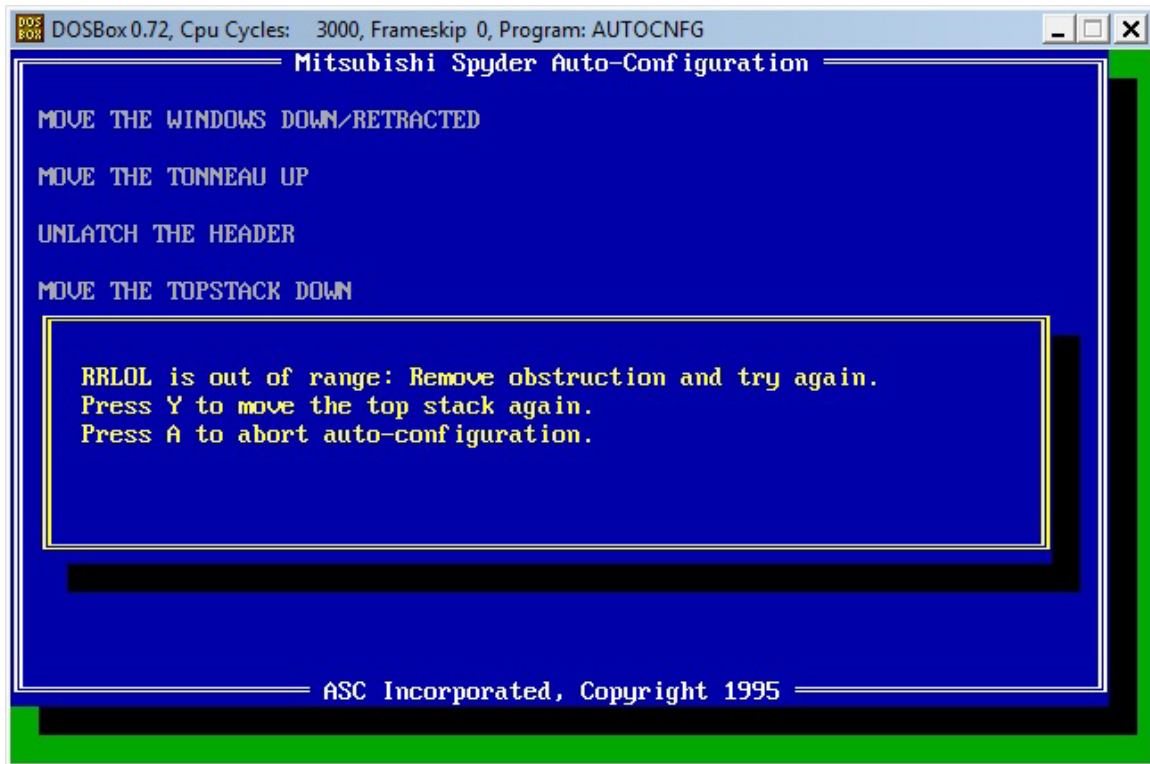 DOSBox 0.72, Cpu Cycles: 3000, Frameskip 0, Program: AUTOCNFG
Mitsubishi Spyder Auto-Configuration
MOVE THE WINDOWS DOWN/RETRACTED
MOVE THE TONNEAU UP
UNLATCH THE HEADER
MOVE THE TOPSTACK DOWN
RRLOL is out of range: Remove obstruction and try again.
Press Y to move the top stack again.
Press A to abort auto-configuration.
ASC Incorporated, Copyright 1995